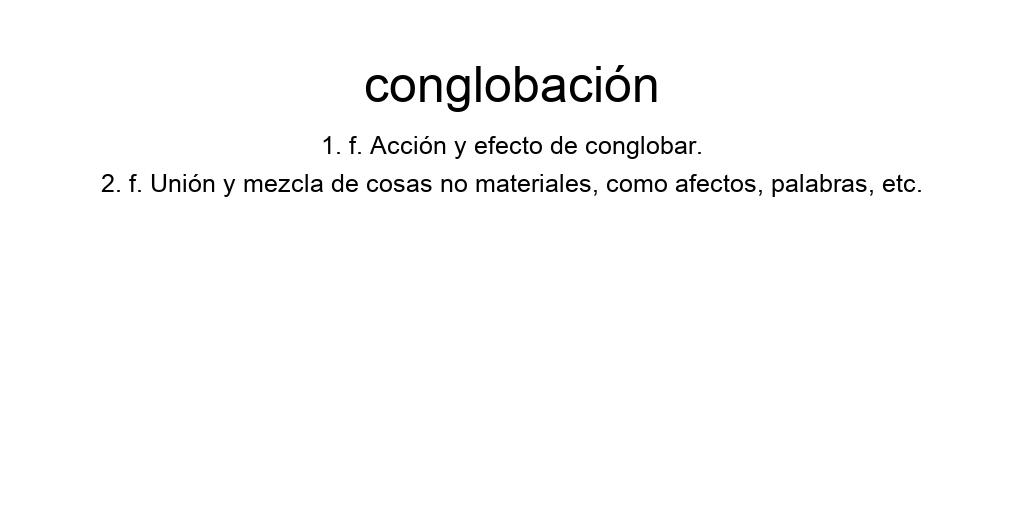 conglobación
1. f. Acción y efecto de conglobar.
2. f. Unión y mezcla de cosas no materiales, como afectos, palabras, etc.